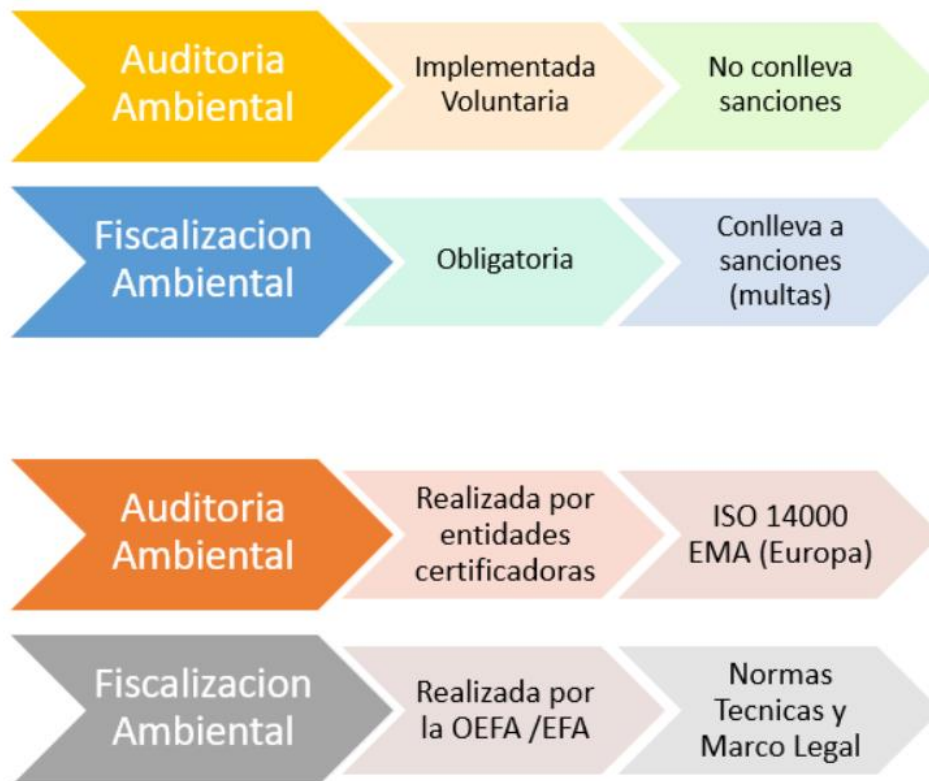 Auditoria
Ambiental
Implementada
Voluntaria
No conlleva
sanciones
Fiscalizacion
Ambiental
Obligatoria
Conlleva a
sanciones
(multas)
Auditoria
Ambiental
Realizada por
entidades
certificadoras
ISO 14000
EMA (Europa)
Fiscalizacion
Ambiental
Realizada por
la OEFA /EFA
Normas
Tecnicas y
Marco Legal